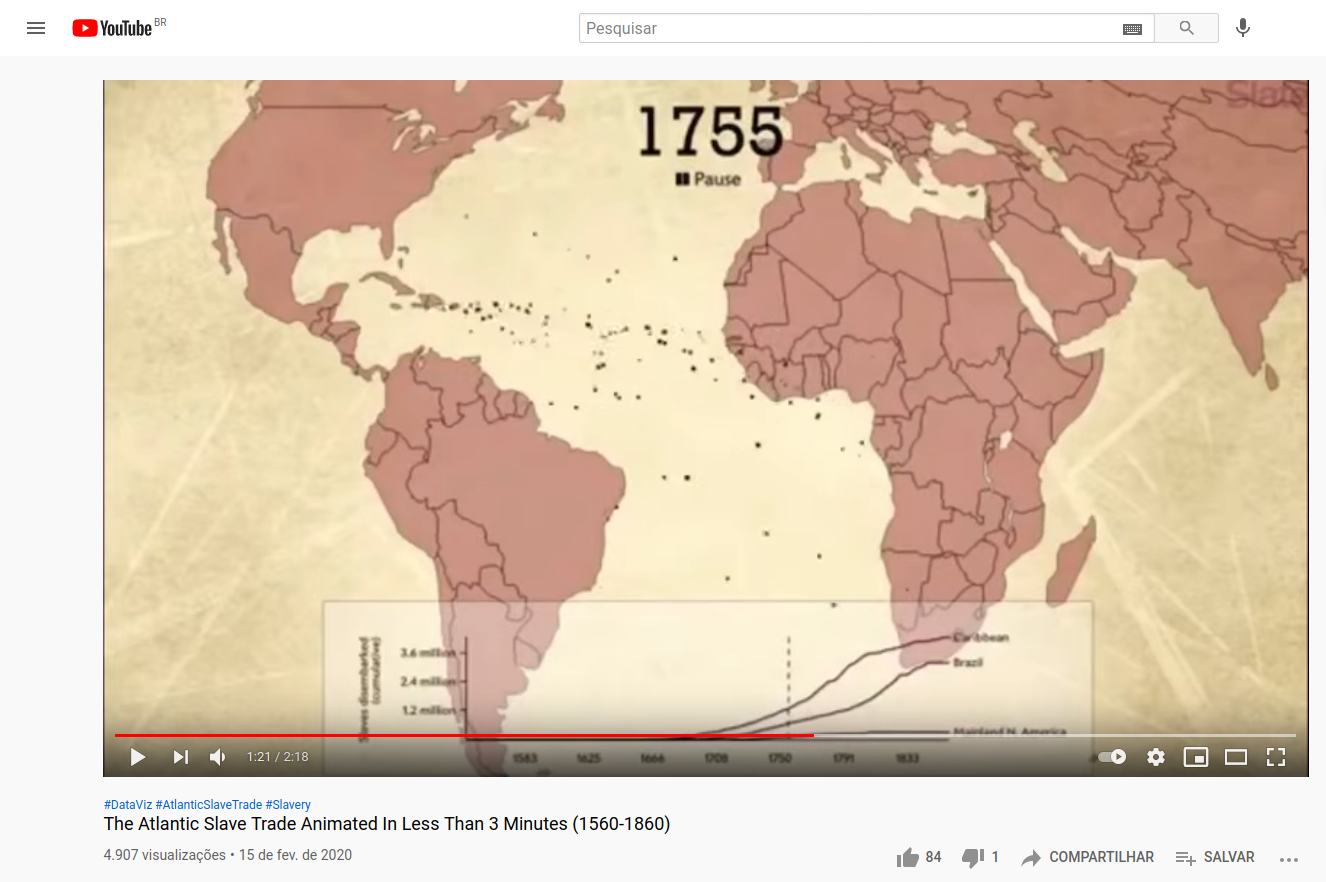 YouTube BR
Pesquisar
Slate
1755
Pause
Slaves disembarked
(cumulative)
3.6 million
2.4 million
1.2 million
Caribbean
Brazil
Mainland N. America
1583 1625 1666 1708 1750 1791 1833
1:21 / 2:18
#DataViz #AtlanticSlaveTrade #Slavery
The Atlantic Slave Trade Animated In Less Than 3 Minutes (1560-1860)
4.907 visualizações • 15 de fev. de 2020
84 1 COMPARTILHAR SALVAR